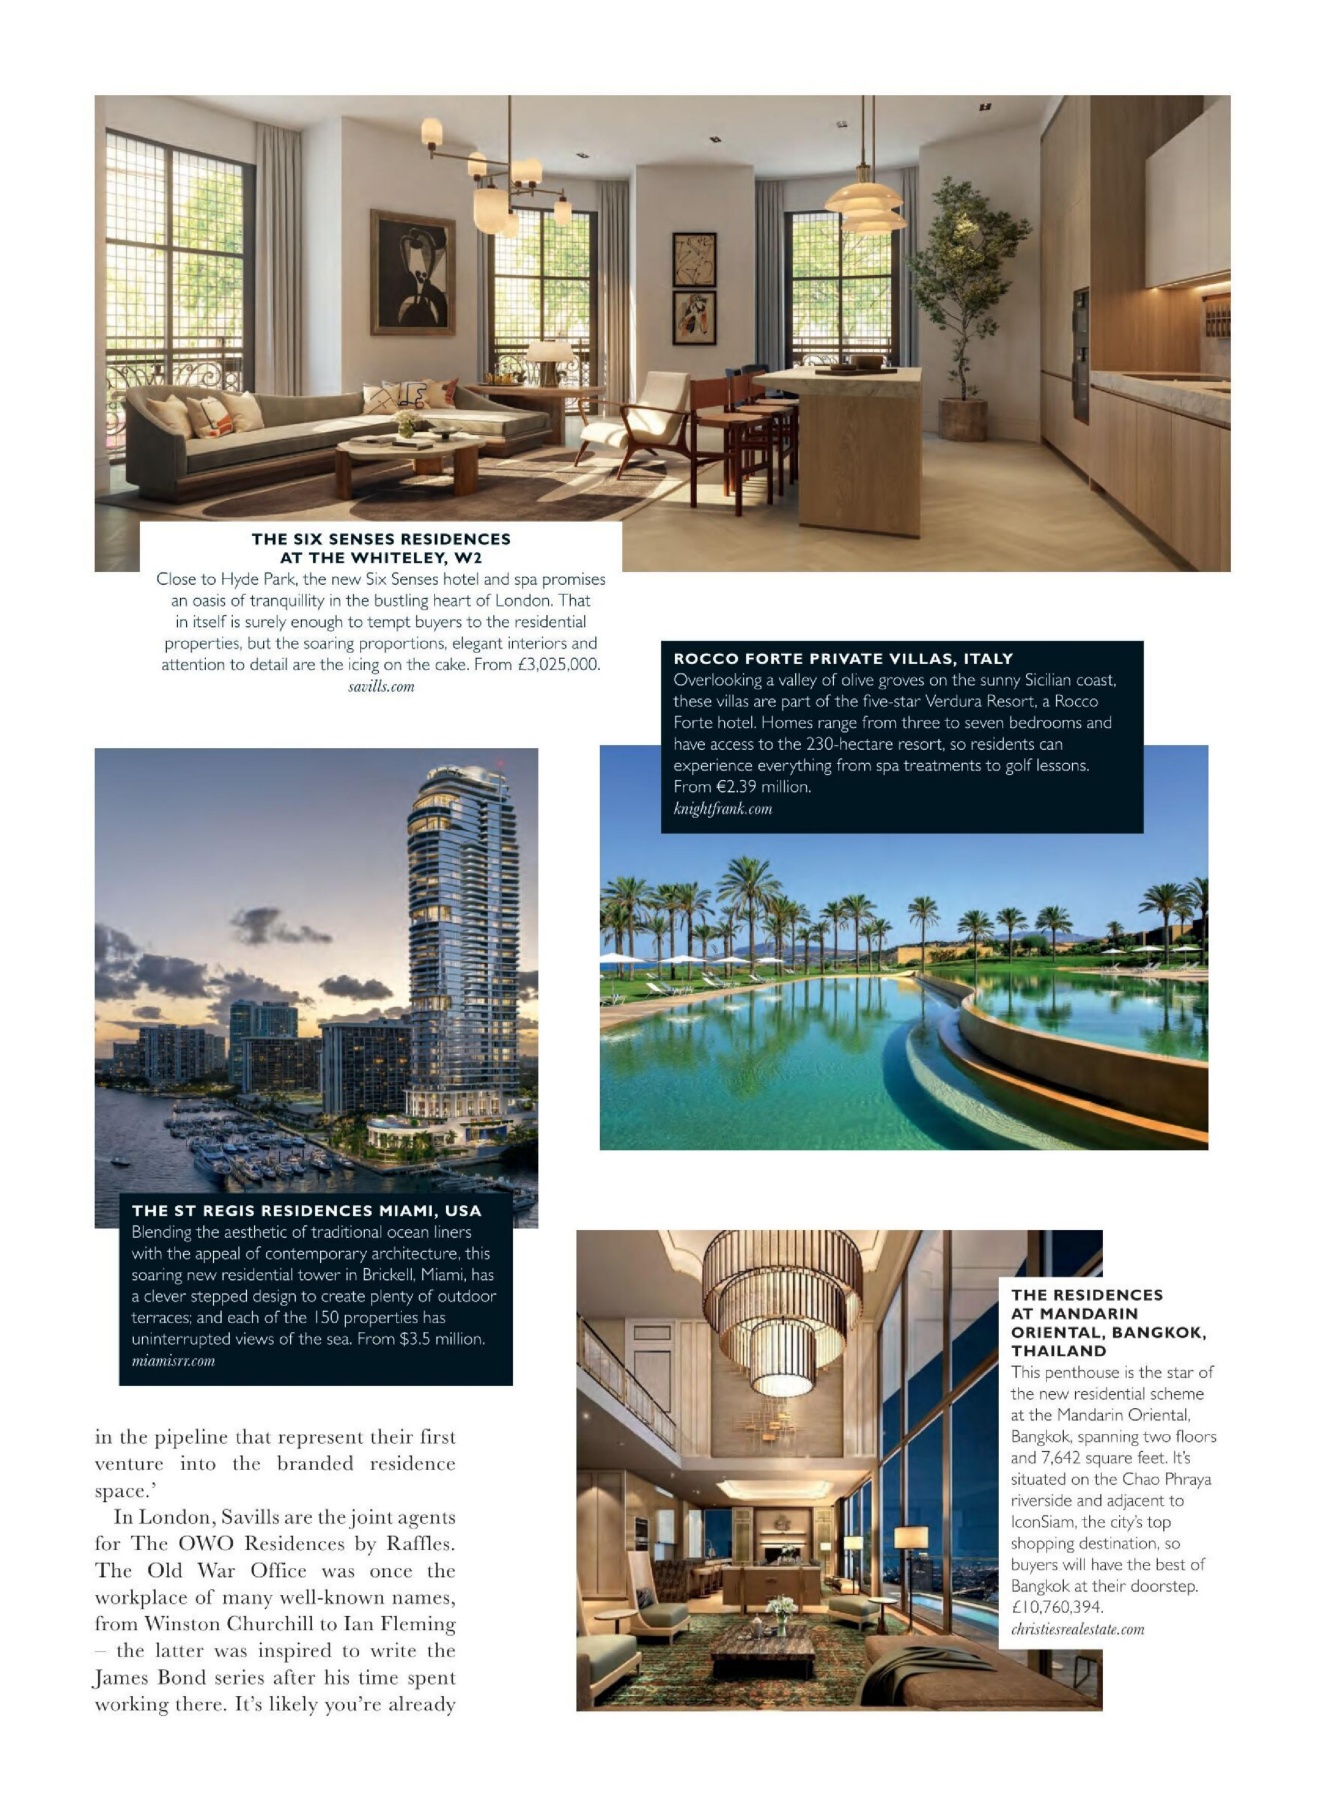 THE SIX SENSES RESIDENCES
AT THE WHITELEY, W2
Close to Hyde Park, the new Six Senses hotel and spa promises
an oasis of tranquillity in the bustling heart of London. That
in itself is surely enough to tempt buyers to the residential
properties, but the soaring proportions, elegant interiors and
attention to detail are the icing on the cake. From £3,025,000.
savills.com
ROCCO FORTE PRIVATE VILLAS, ITALY
Overlooking a valley of olive groves on the sunny Sicilian coast,
these villas are part of the five-star Verdura Resort, a Rocco
Forte hotel. Homes range from three to seven bedrooms and
have access to the 230-hectare resort, so residents can
experience everything from spa treatments to golf lessons.
From €2.39 million.
knightfrank.com
THE ST REGIS RESIDENCES MIAMI, USA
Blending the aesthetic of traditional ocean liners
with the appeal of contemporary architecture, this
soaring new residential tower in Brickell, Miami, has
a clever stepped design to create plenty of outdoor
terraces; and each of the 150 properties has
uninterrupted views of the sea. From $3.5 million.
miamisrr.com
THE RESIDENCES
AT MANDARIN
ORIENTAL, BANGKOK,
THAILAND
This penthouse is the star of
the new residential scheme
at the Mandarin Oriental,
Bangkok, spanning two floors
and 7,642 square feet. It's
situated on the Chao Phraya
riverside and adjacent to
IconSiam, the city's top
shopping destination, so
buyers will have the best of
Bangkok at their doorstep.
£10,760,394.
christiesrealestate.com
in the pipeline that represent their first
venture into the branded residence
space.'
In London, Savills are the joint agents
for The OWO Residences by Raffles.
The Old War Office was once the
workplace of many well-known names,
from Winston Churchill to Ian Fleming
– the latter was inspired to write the
James Bond series after his time spent
working there. It's likely you're already